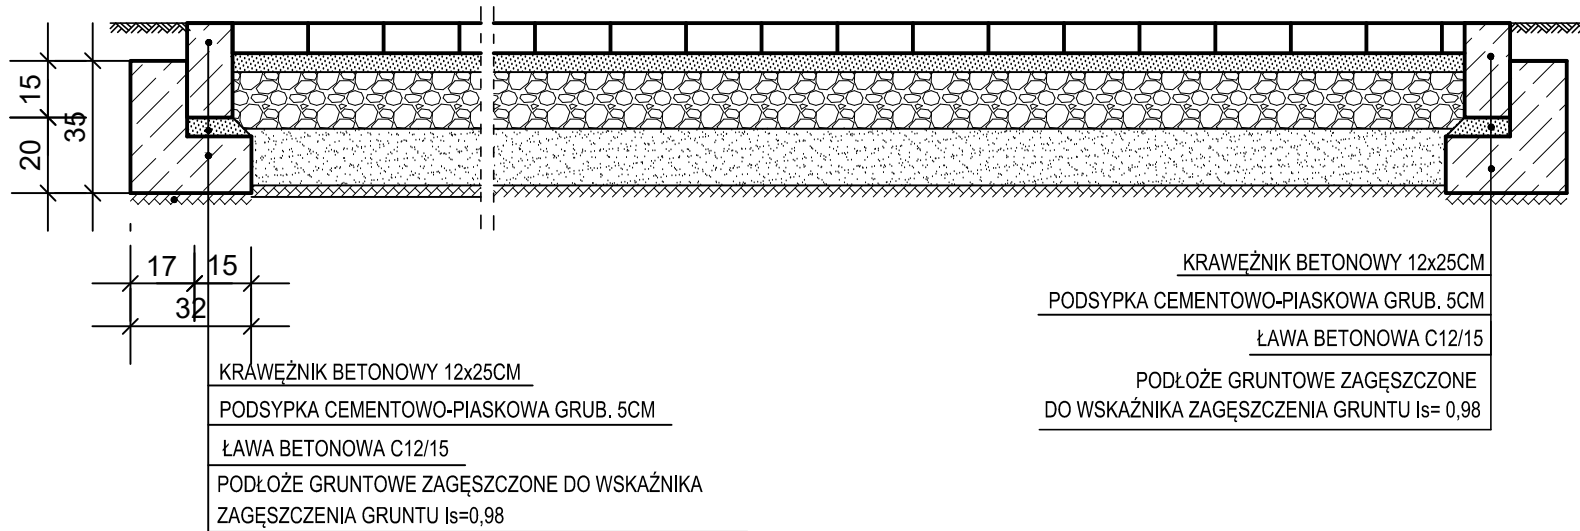 15
35
20
17
15
32
KRAWĘŻNIK BETONOWY 12x25CM
PODSYPKA CEMENTOWO-PIASKOWA GRUB. 5CM
ŁAWA BETONOWA C12/15
PODŁOŻE GRUNTOWE ZAGĘSZCZONE DO WSKAŹNIKA
ZAGĘSZCZENIA GRUNTU Is=0,98
KRAWĘŻNIK BETONOWY 12x25CM
PODSYPKA CEMENTOWO-PIASKOWA GRUB. 5CM
ŁAWA BETONOWA C12/15
PODŁOŻE GRUNTOWE ZAGĘSZCZONE
DO WSKAŹNIKA ZAGĘSZCZENIA GRUNTU Is= 0,98